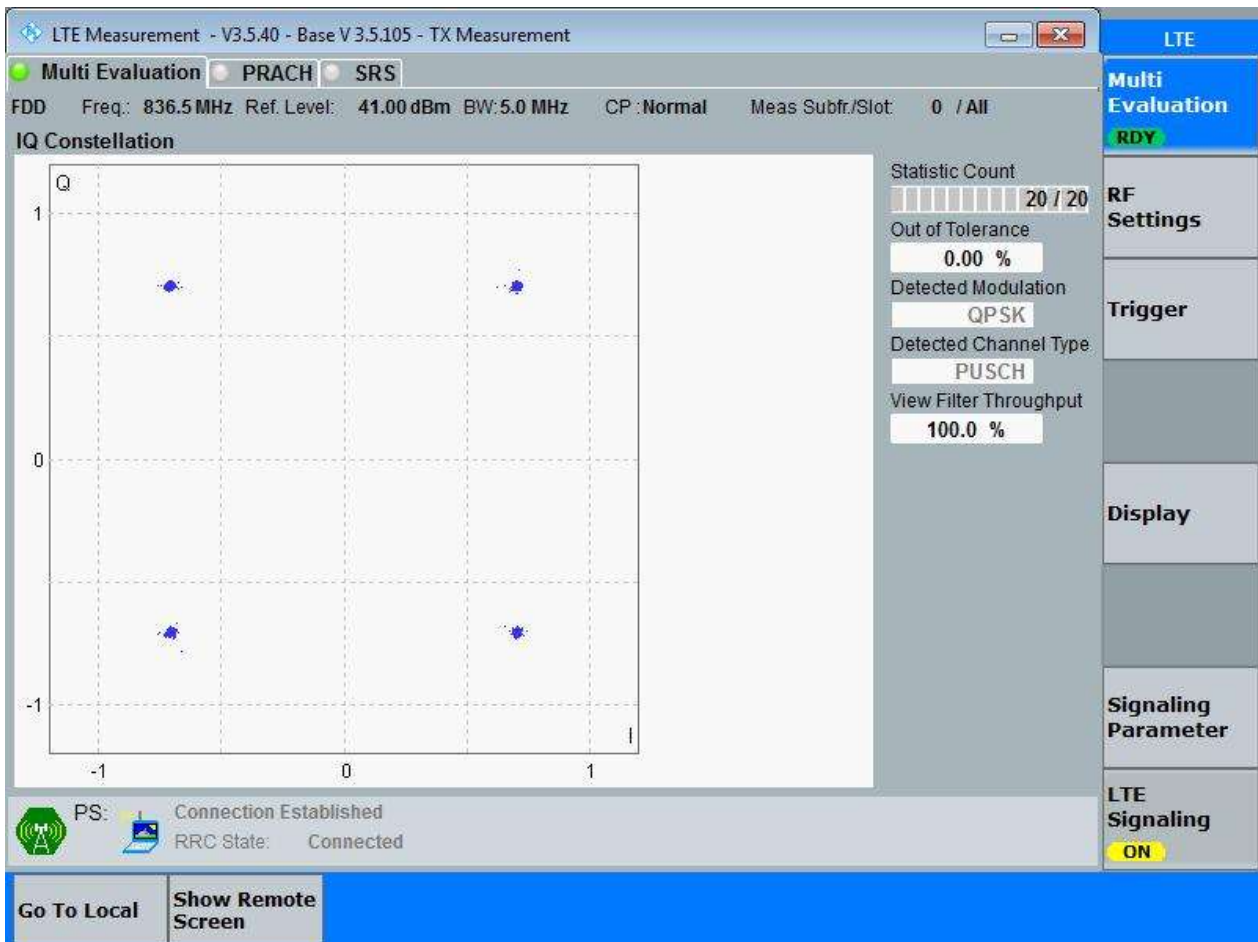 LTE Measurement - V3.5.40 - Base V 3.5.105 - TX Measurement
Multi Evaluation PRACH SRS
FDD Freq.: 836.5 MHz Ref. Level: 41.00 dBm BW: 5.0 MHz CP : Normal Meas Subfr./Slot: 0 / All
IQ Constellation
Q
1
0
-1
I
-1 0 1
Statistic Count
20 / 20
Out of Tolerance
0.00 %
Detected Modulation
QPSK
Detected Channel Type
PUSCH
View Filter Throughput
100.0 %
PS: Connection Established
RRC State: Connected
LTE
Multi
Evaluation
RDY
RF
Settings
Trigger
Display
Signaling
Parameter
LTE
Signaling
ON
Go To Local
Show Remote
Screen